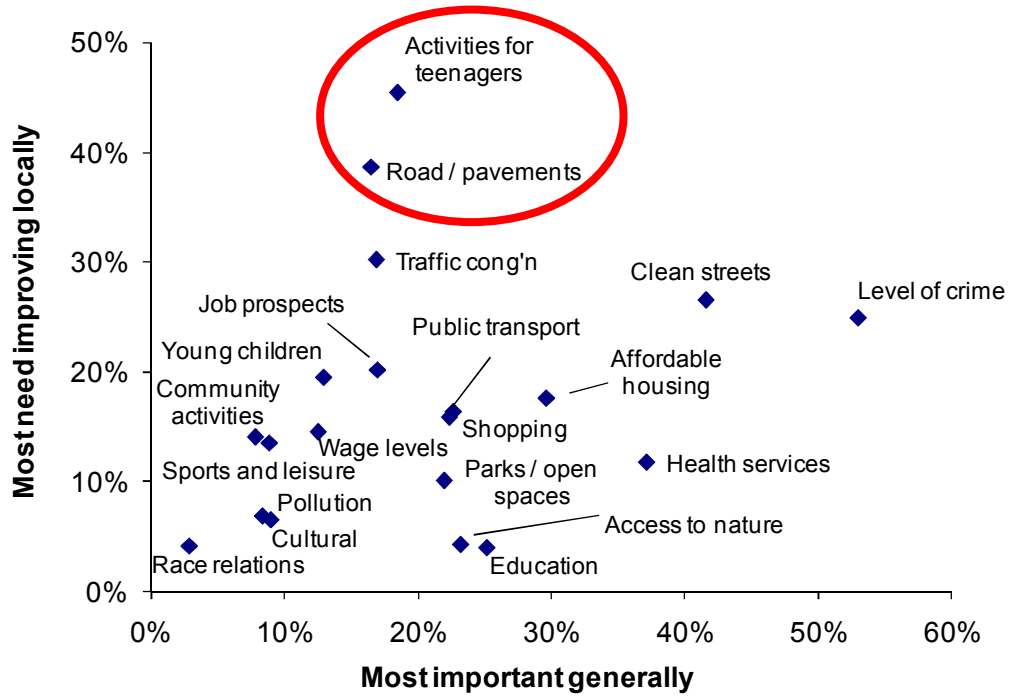 50%
Activities for
teenagers
40%
Road / pavements
30%
Traffic cong'n
Clean streets
Level of crime
Job prospects
Public transport
Young children
20%
Affordable
housing
Community
activities
Shopping
Wage levels
Sports and leisure
Parks / open
spaces
Health services
10%
Pollution
Cultural
Access to nature
Race relations
Education
0%
0% 10% 20% 30% 40% 50% 60%
Most important generally
Most need improving locally